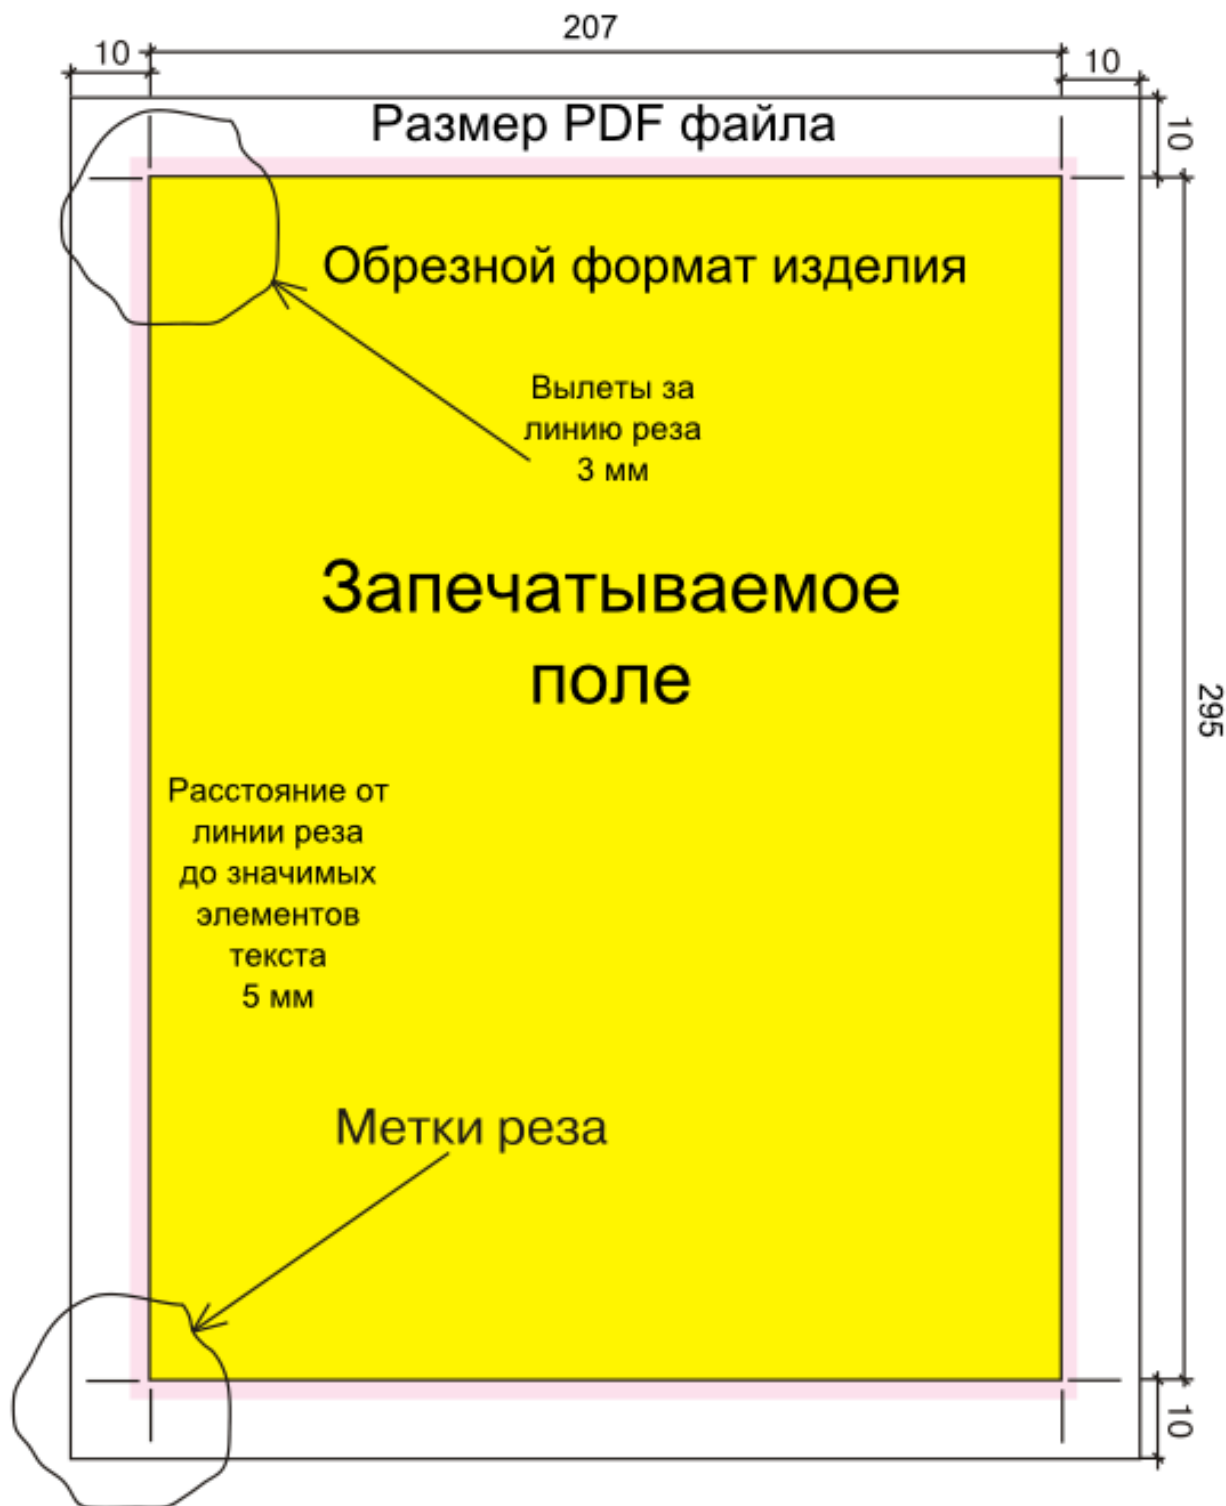 207
10
10
Размер PDF файла
10
Обрезной формат изделия
Вылеты за
линию реза
3 мм
Запечатываемое
поле
295
Расстояние от
линии реза
до значимых
элементов
текста
5 мм
Метки реза
10